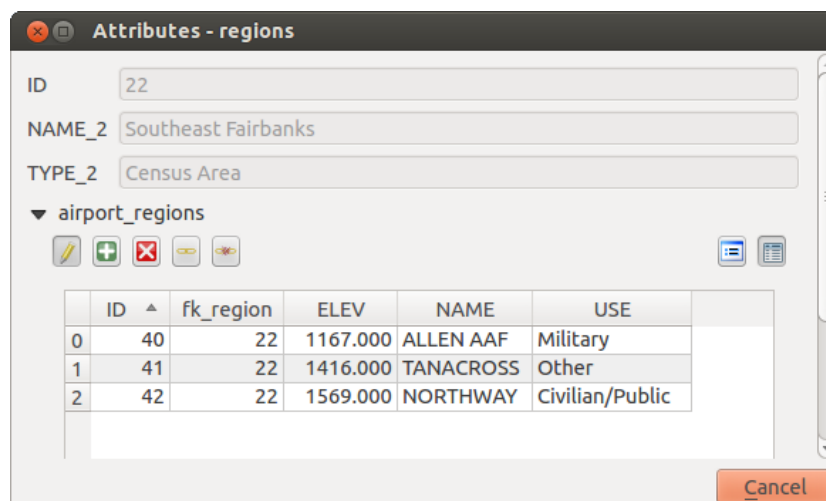 Attributes - regions
ID 22
NAME_2 Southeast Fairbanks
TYPE_2 Census Area
airport_regions
ID fk_region ELEV NAME USE
0 40 22 1167.000 ALLEN AAF Military
1 41 22 1416.000 TANACROSS Other
2 42 22 1569.000 NORTHWAY Civilian/Public
Cancel